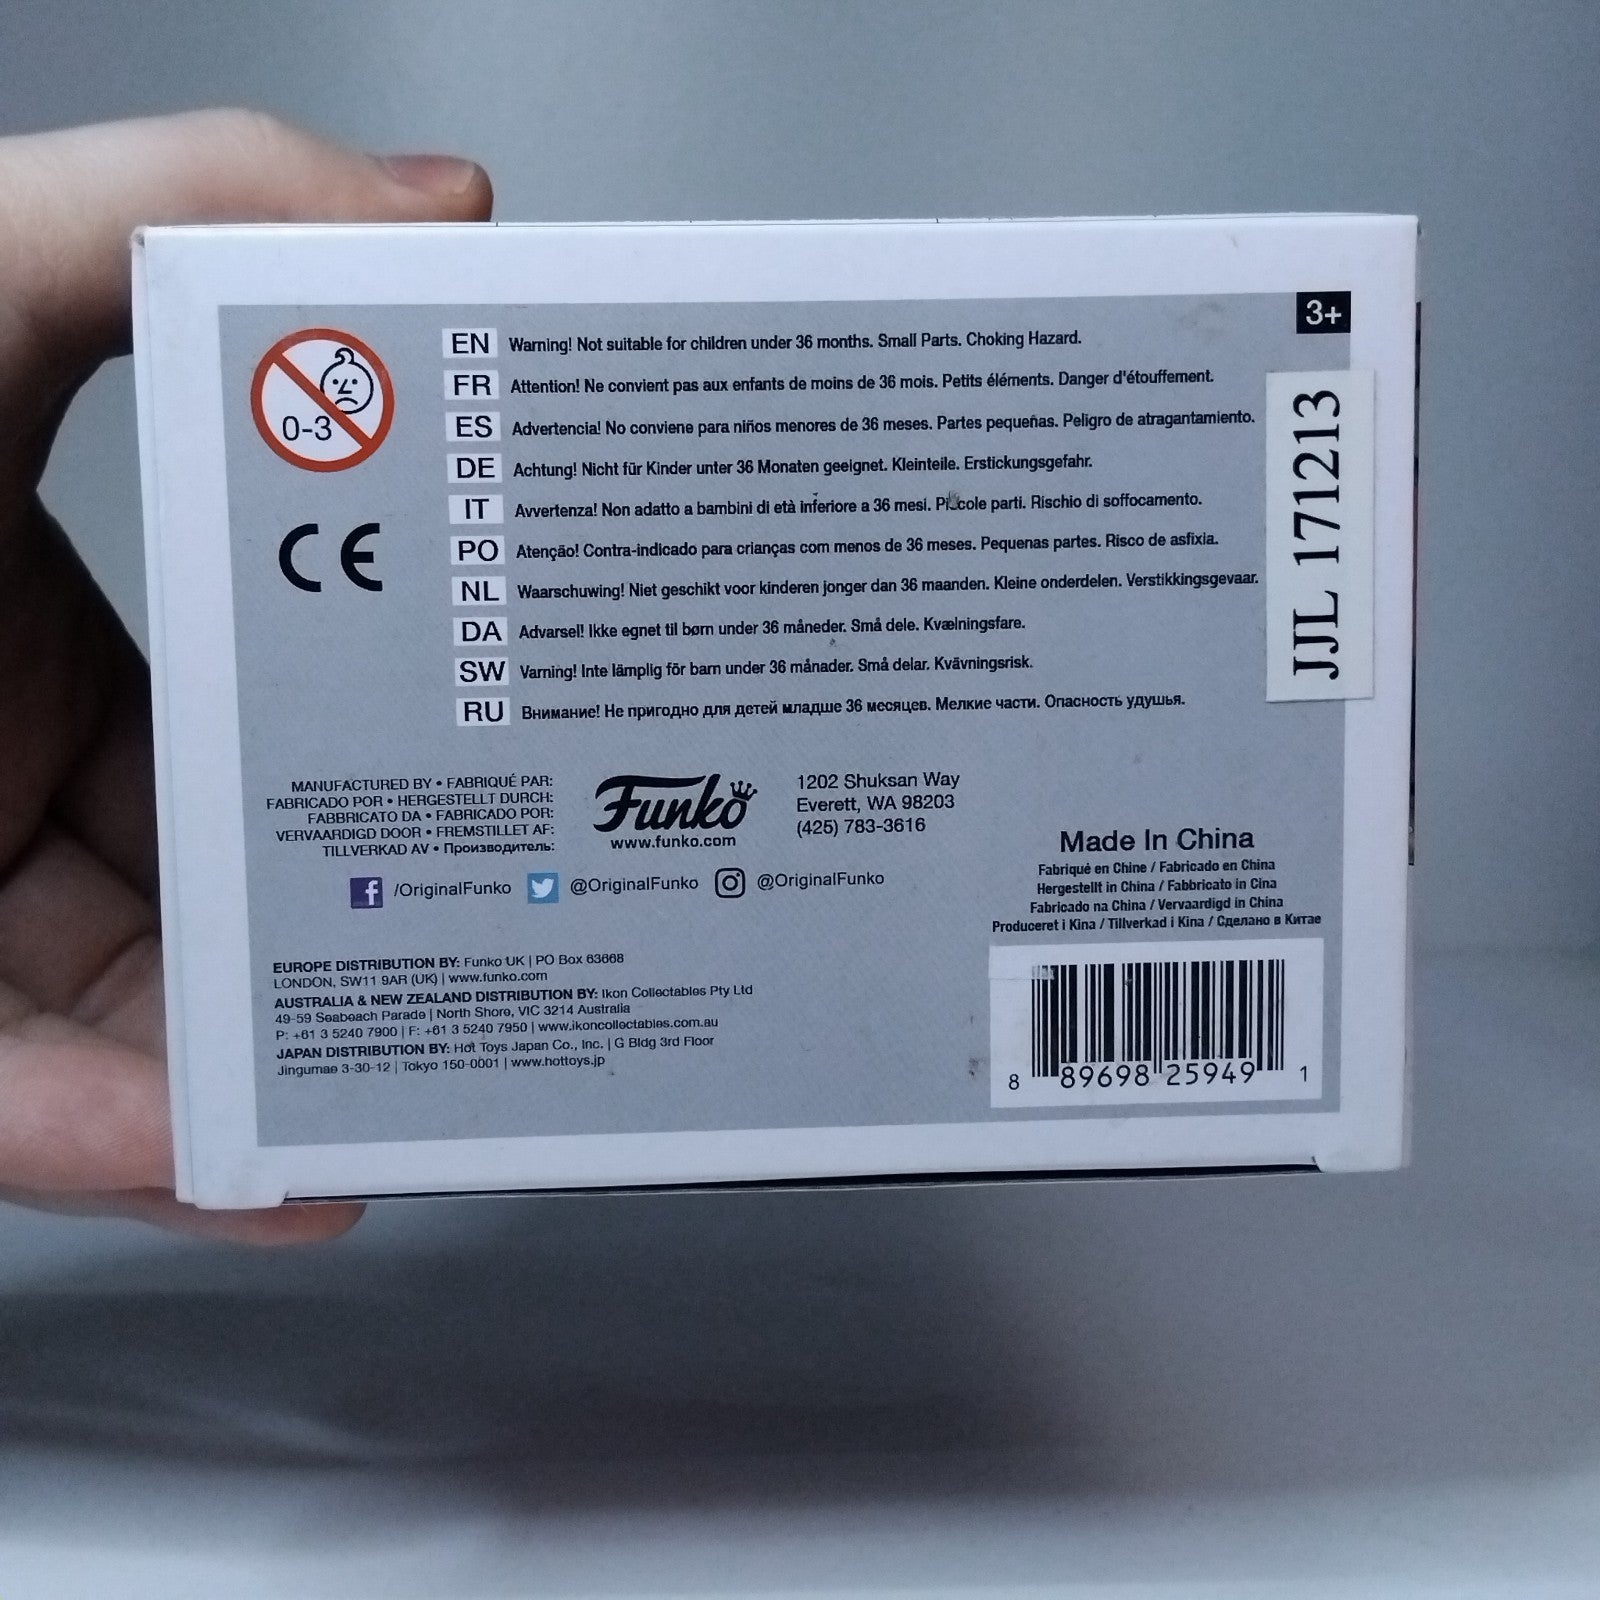 3+
0-3
EN Warning! Not suitable for children under 36 months. Small Parts. Choking Hazard.
FR Attention! Ne convient pas aux enfants de moins de 36 mois. Petits éléments. Danger d'étouffement.
ES Advertencia! No conviene para niños menores de 36 meses. Partes pequeñas. Peligro de atragantamiento.
DE Achtung! Nicht für Kinder unter 36 Monaten geeignet. Kleinteile. Erstickungsgefahr.
IT Avvertenza! Non adatto a bambini di età inferiore a 36 mesi. Piccole parti. Rischio di soffocamento.
PO Atenção! Contra-indicado para crianças com menos de 36 meses. Pequenas partes. Risco de asfixia.
NL Waarschuwing! Niet geschikt voor kinderen jonger dan 36 maanden. Kleine onderdelen. Verstikkingsgevaar.
DA Advarsel! Ikke egnet til børn under 36 måneder. Små dele. Kvælningsfare.
SW Varning! Inte lämplig för barn under 36 månader. Små delar. Kvävningsrisk.
RU Внимание! Не пригодно для детей младше 36 месяцев. Мелкие части. Опасность удушья.
CE
JJL 171213
MANUFACTURED BY • FABRIQUÉ PAR:
FABRICADO POR • HERGESTELLT DURCH:
FABBRICATO DA • FABRICADO POR:
VERVAARDIGD DOOR • FREMSTILLET AF:
TILLVERKAD AV • Производитель:
Funko
www.funko.com
1202 Shuksan Way
Everett, WA 98203
(425) 783-3616
f /OriginalFunko @OriginalFunko @OriginalFunko
Made In China
Fabriqué en Chine / Fabricado en China
Hergestellt in China / Fabbricato in Cina
Fabricado na China / Vervaardigd in China
Produceret i Kina / Tillverkad i Kina / Сделано в Китае
EUROPE DISTRIBUTION BY: Funko UK | PO Box 63668
LONDON, SW11 9AR (UK) | www.funko.com
AUSTRALIA & NEW ZEALAND DISTRIBUTION BY: Ikon Collectables Pty Ltd
49-59 Seabeach Parade | North Shore, VIC 3214 Australia
P: +61 3 5240 7900 | F: +61 3 5240 7950 | www.ikoncollectables.com.au
JAPAN DISTRIBUTION BY: Hot Toys Japan Co., Inc. | G Bldg 3rd Floor
Jingumae 3-30-12 | Tokyo 150-0001 | www.hottoys.jp
8 89698 25949 1